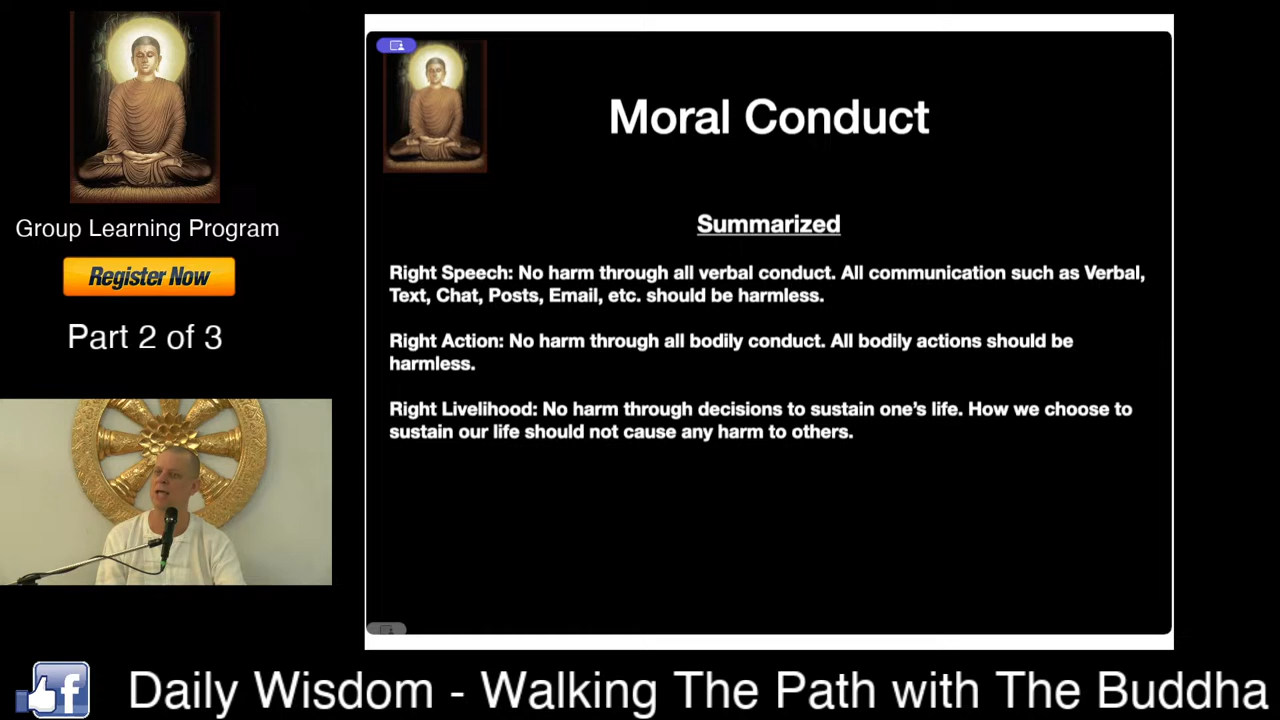 Group Learning Program
Register Now
Part 2 of 3
Moral Conduct
Summarized
Right Speech: No harm through all verbal conduct. All communication such as Verbal,
Text, Chat, Posts, Email, etc. should be harmless.
Right Action: No harm through all bodily conduct. All bodily actions should be
harmless.
Right Livelihood: No harm through decisions to sustain one’s life. How we choose to
sustain our life should not cause any harm to others.
f
Daily Wisdom - Walking The Path with The Buddha